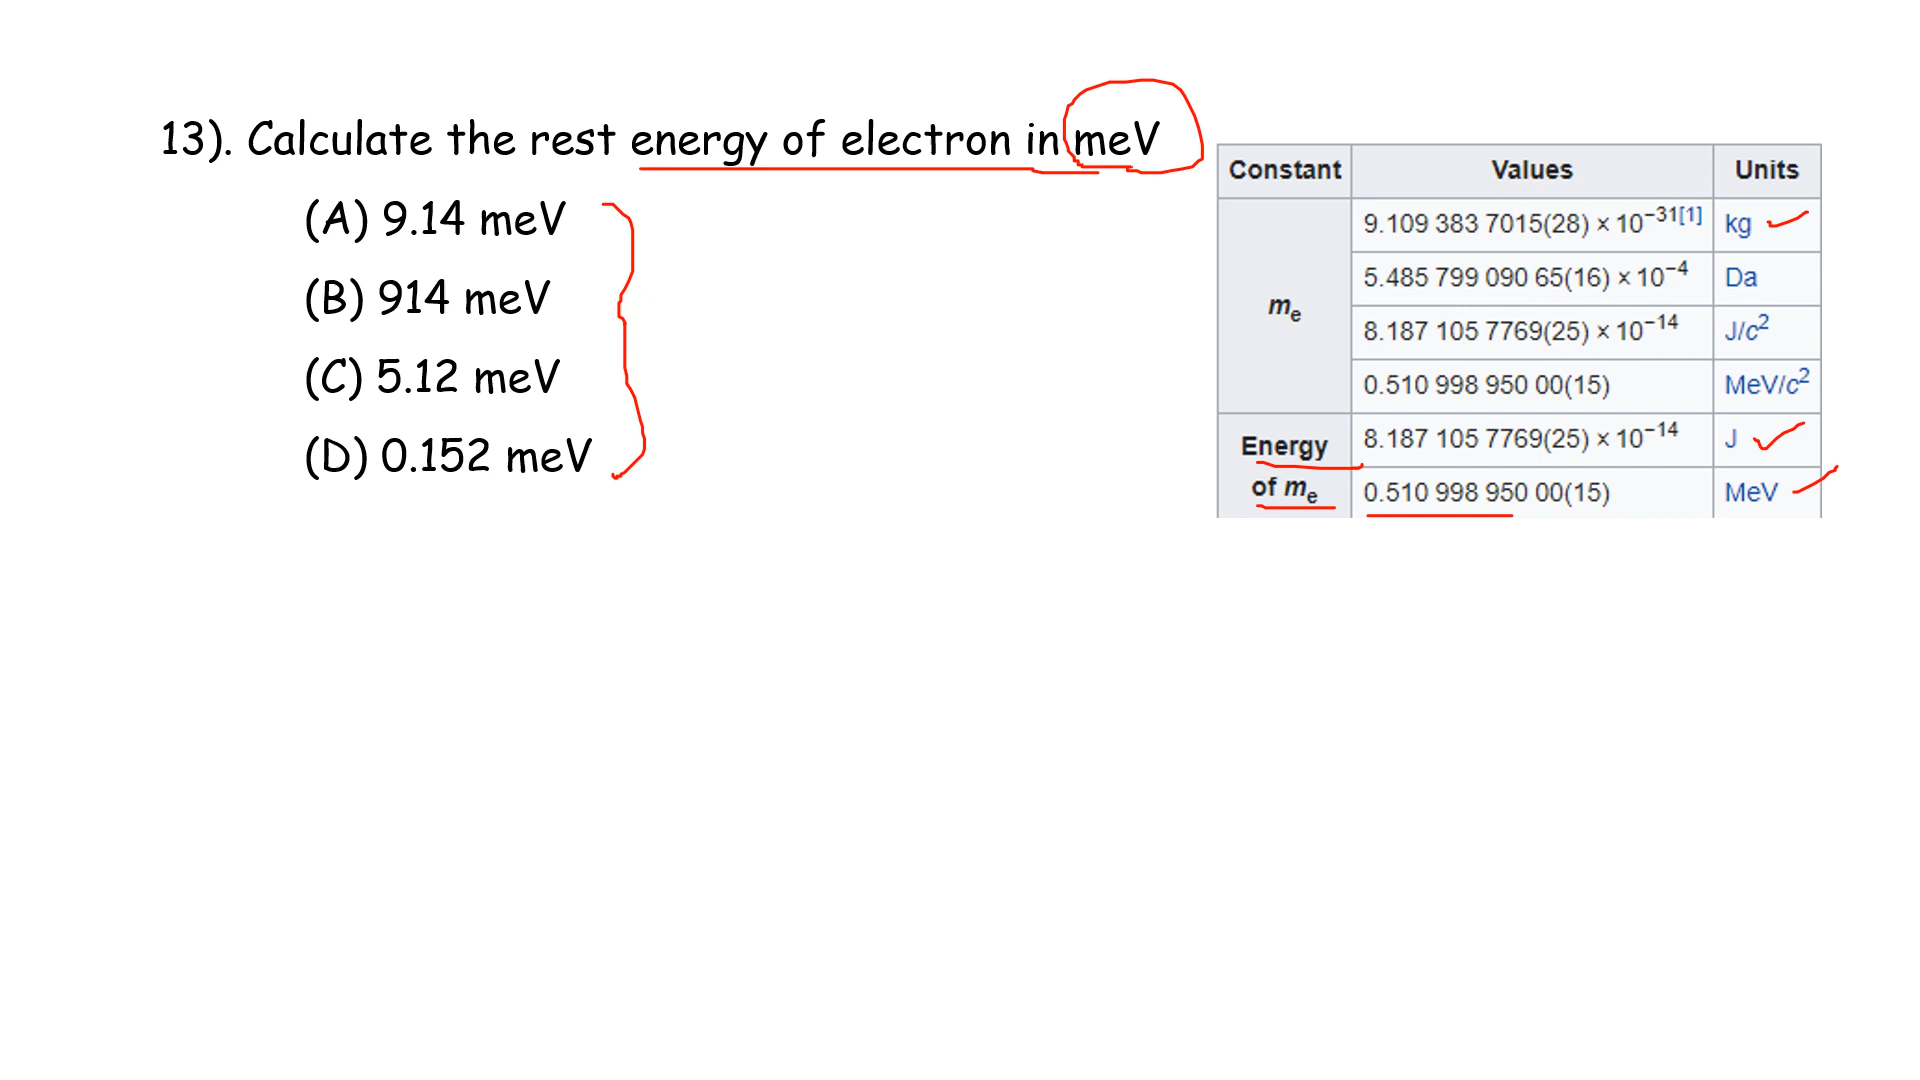 13). Calculate the rest energy of electron in meV
(A) 9.14 meV
(B) 914 meV
(C) 5.12 meV
(D) 0.152 meV
Constant Values Units
mₑ
9.109 383 7015(28) × 10⁻³¹[1] kg
5.485 799 090 65(16) × 10⁻⁴ Da
8.187 105 7769(25) × 10⁻¹⁴ J/c²
0.510 998 950 00(15) MeV/c²
Energy of mₑ
8.187 105 7769(25) × 10⁻¹⁴ J
0.510 998 950 00(15) MeV